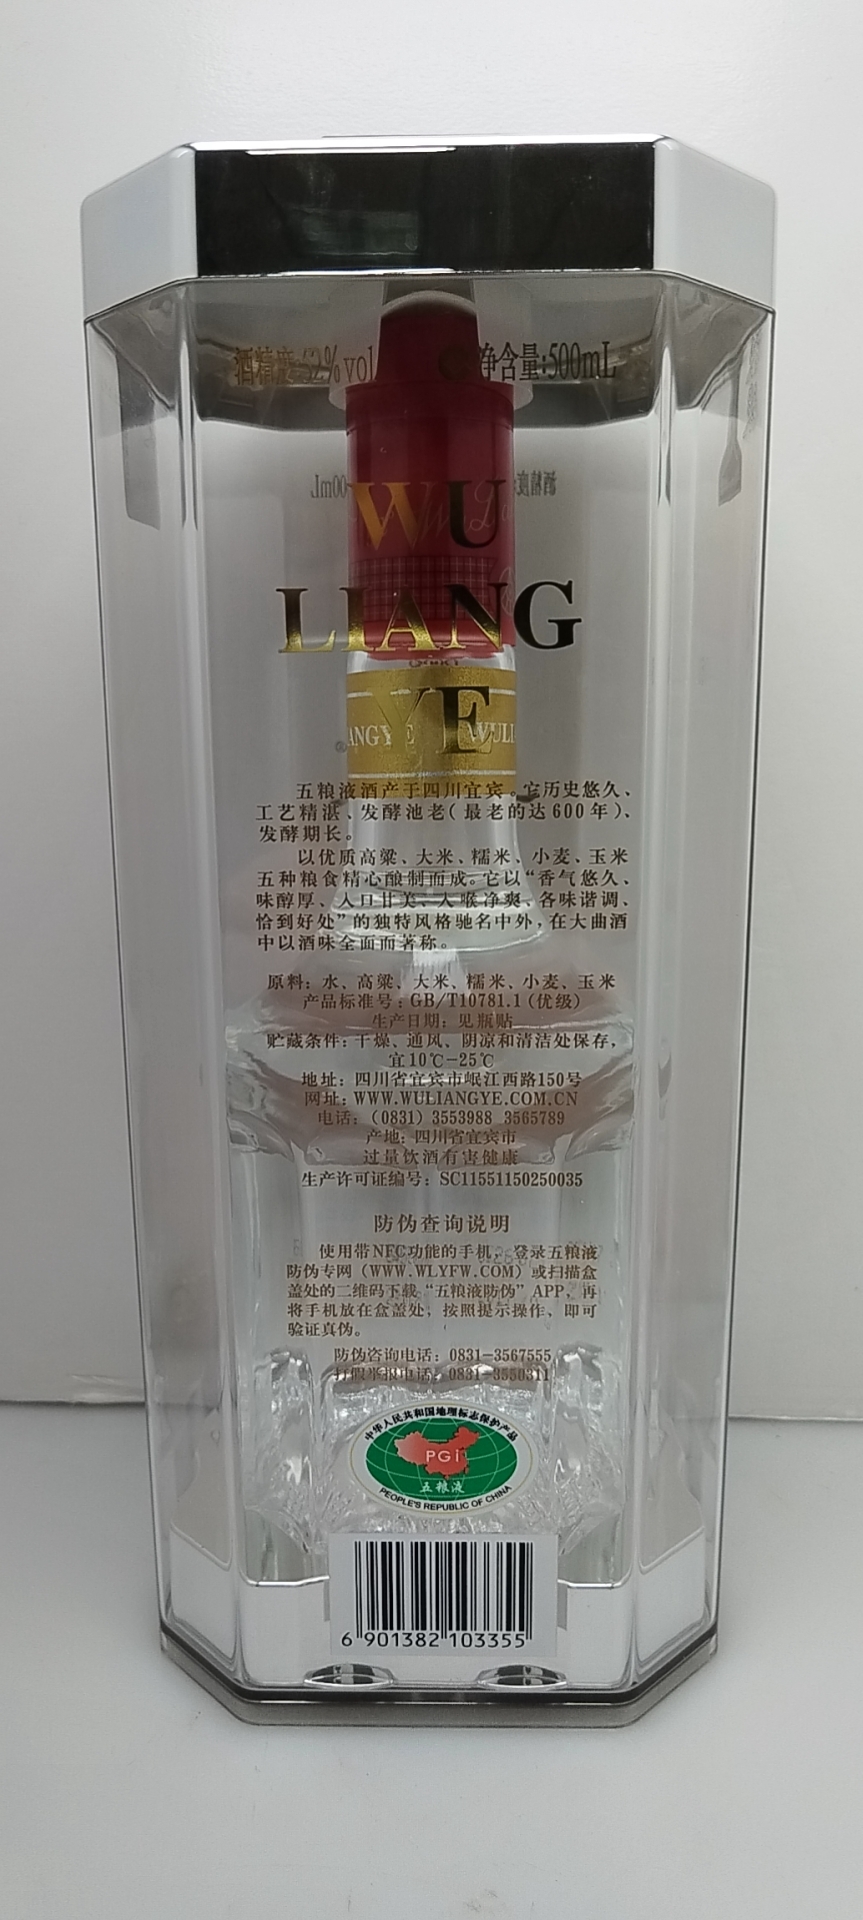 酒精度:52%vol 净含量:500mL
WU
LIANG
YE
ANGYE WULI
五粮液酒产于四川宜宾。它历史悠久、
工艺精湛、发酵池老(最老的达600年)、
发酵期长。
以优质高粱、大米、糯米、小麦、玉米
五种粮食精心酿制而成。它以“香气悠久、
味醇厚、入口甘美、入喉净爽、各味谐调、
恰到好处”的独特风格驰名中外,在大曲酒
中以酒味全面而著称。
原料: 水、高粱、大米、糯米、小麦、玉米
产品标准号: GB/T10781.1(优级)
生产日期: 见瓶贴
贮藏条件: 干燥、通风、阴凉和清洁处保存,
宜10℃-25℃
地址: 四川省宜宾市岷江西路150号
网址: WWW.WULIANGYE.COM.CN
电话: (0831) 3553988 3565789
产地: 四川省宜宾市
过量饮酒有害健康
生产许可证编号: SC11551150250035
防伪查询说明
使用带NFC功能的手机, 登录五粮液
防伪专网 (WWW.WLYFW.COM) 或扫描盒
盖处的二维码下载 “五粮液防伪” APP, 再
将手机放在盒盖处, 按照提示操作, 即可
验证真伪。
防伪咨询电话: 0831-3567555
打假举报电话: 0831-3550311
中华人民共和国地理标志保护产品
PGi
五粮液
PEOPLE'S REPUBLIC OF CHINA
6 901382 103355